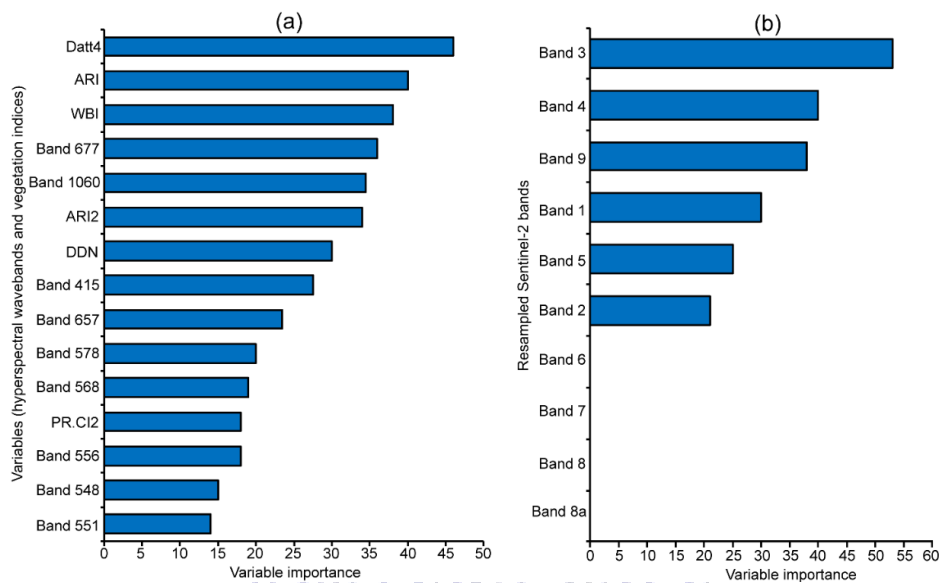 (a)
Variables (hyperspectral wavebands and vegetation indices)
Datt4
ARI
WBI
Band 677
Band 1060
ARI2
DDN
Band 415
Band 657
Band 578
Band 568
PR.CI2
Band 556
Band 548
Band 551
0 5 10 15 20 25 30 35 40 45 50
Variable importance
(b)
Resampled Sentinel-2 bands
Band 3
Band 4
Band 9
Band 1
Band 5
Band 2
Band 6
Band 7
Band 8
Band 8a
0 5 10 15 20 25 30 35 40 45 50 55 60
Variable importance